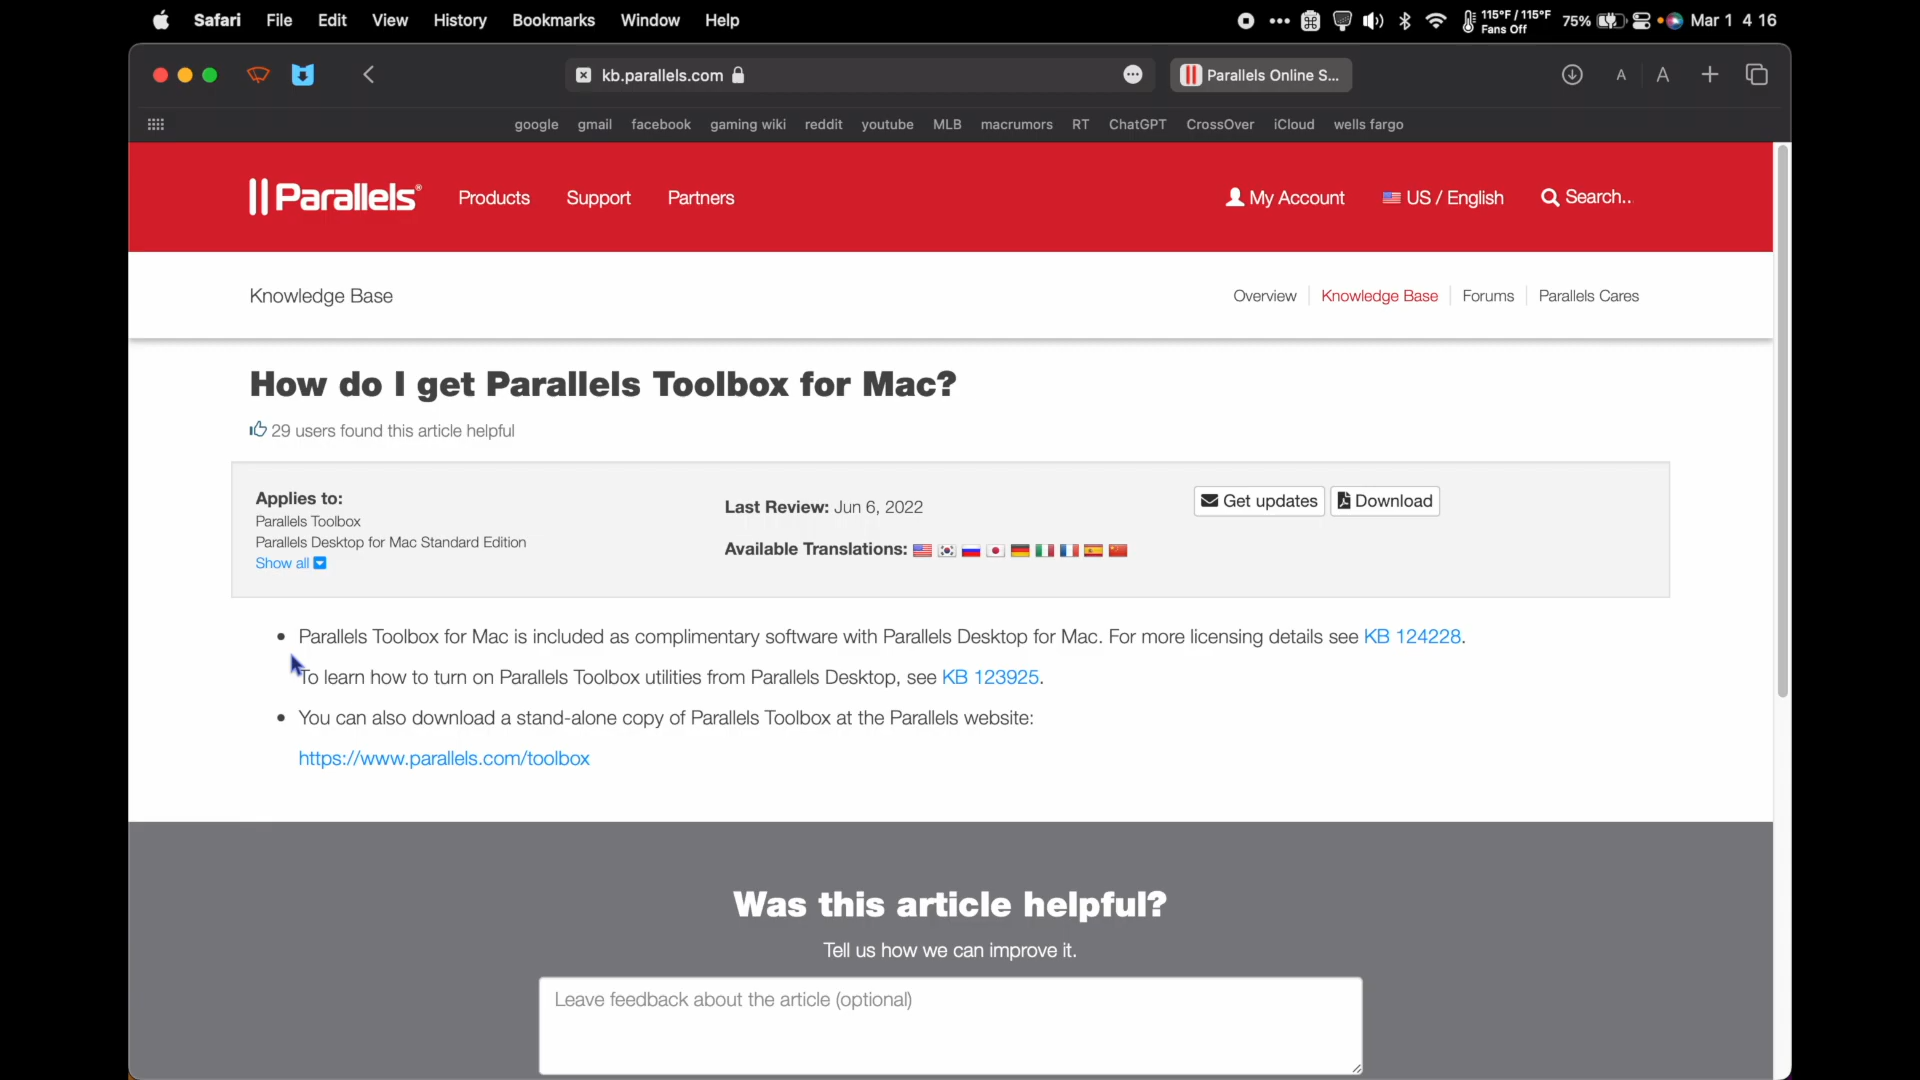 Safari File Edit View History Bookmarks Window Help 115°F / 115°F Fans Off 75% Mar 1 4 16
kb.parallels.com Parallels Online S... A A
google gmail facebook gaming wiki reddit youtube MLB macrumors RT ChatGPT CrossOver iCloud wells fargo
Parallels® Products Support Partners My Account US / English Search...
Knowledge Base Overview Knowledge Base Forums Parallels Cares
How do I get Parallels Toolbox for Mac?
29 users found this article helpful
Applies to:
Parallels Toolbox
Parallels Desktop for Mac Standard Edition
Show all
Last Review: Jun 6, 2022
Available Translations:
Get updates Download
• Parallels Toolbox for Mac is included as complimentary software with Parallels Desktop for Mac. For more licensing details see KB 124228.
To learn how to turn on Parallels Toolbox utilities from Parallels Desktop, see KB 123925.
• You can also download a stand-alone copy of Parallels Toolbox at the Parallels website:
https://www.parallels.com/toolbox
Was this article helpful?
Tell us how we can improve it.
Leave feedback about the article (optional)